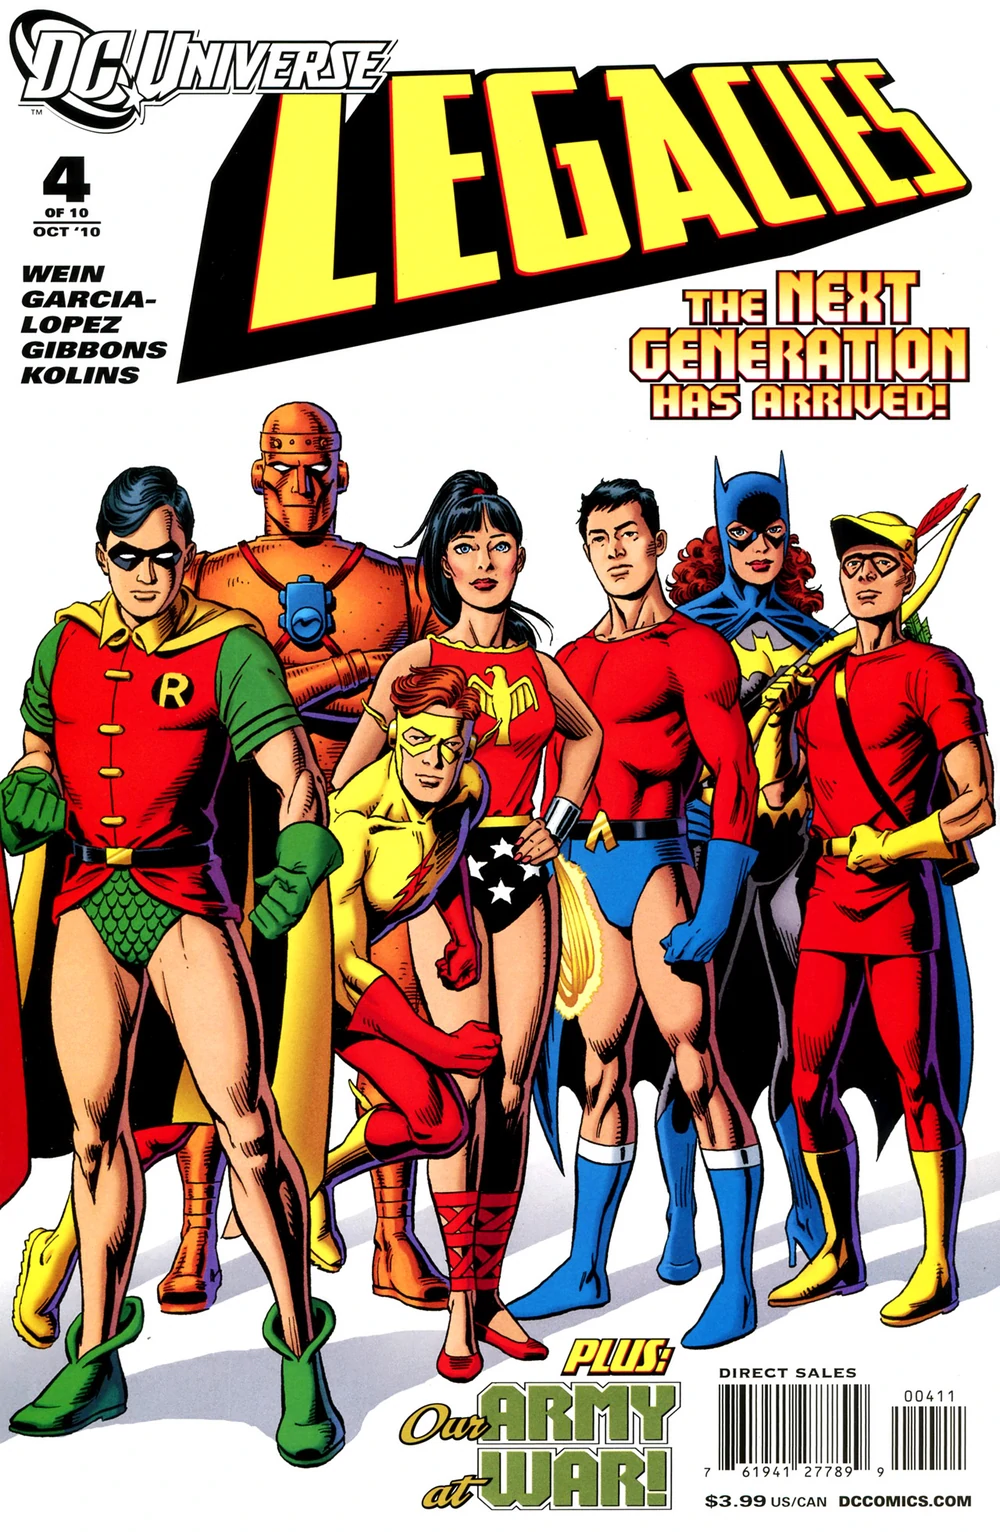 DC UNIVERSE
™
LEGACIES
4
OF 10
OCT '10
WEIN
GARCIA-
LOPEZ
GIBBONS
KOLINS
THE NEXT
GENERATION
HAS ARRIVED!
R
A
PLUS:
Our ARMY
at WAR!
DIRECT SALES
00411
7 61941 27789 9
$3.99 US/CAN DCCOMICS.COM